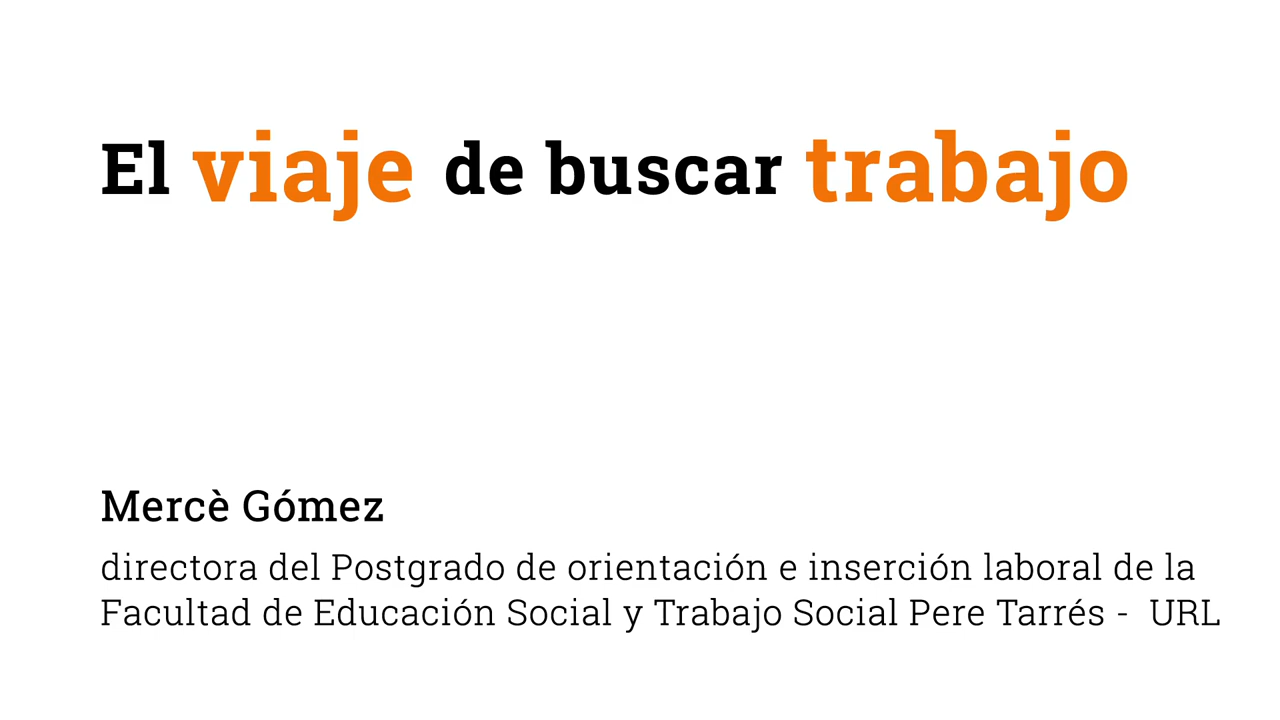 El viaje de buscar trabajo
Mercè Gómez
directora del Postgrado de orientación e inserción laboral de la
Facultad de Educación Social y Trabajo Social Pere Tarrés - URL